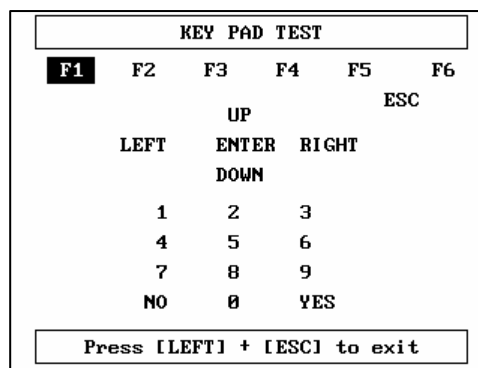 KEY PAD TEST
F1 F2 F3 F4 F5 F6
ESC
UP
LEFT ENTER RIGHT
DOWN
1 2 3
4 5 6
7 8 9
NO 0 YES
Press [LEFT] + [ESC] to exit